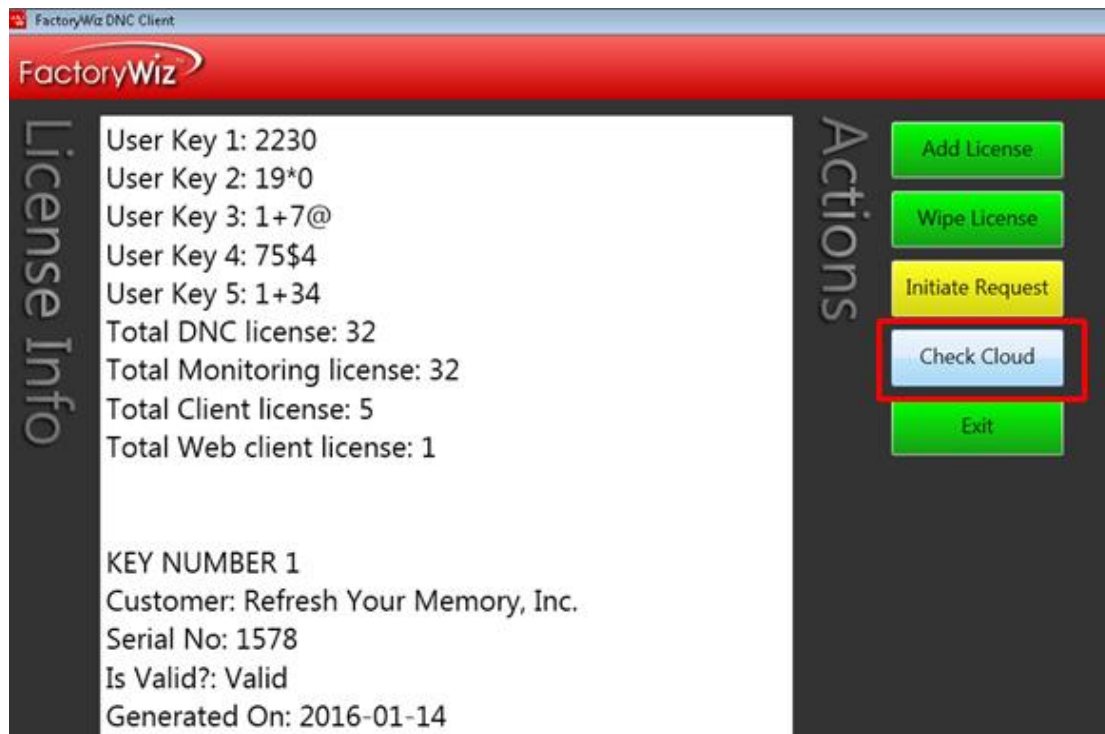 FactoryWiz DNC Client
FactoryWiz
License Info
User Key 1: 2230
User Key 2: 19*0
User Key 3: 1+7@
User Key 4: 75$4
User Key 5: 1+34
Total DNC license: 32
Total Monitoring license: 32
Total Client license: 5
Total Web client license: 1
KEY NUMBER 1
Customer: Refresh Your Memory, Inc.
Serial No: 1578
Is Valid?: Valid
Generated On: 2016-01-14
Actions
Add License
Wipe License
Initiate Request
Check Cloud
Exit